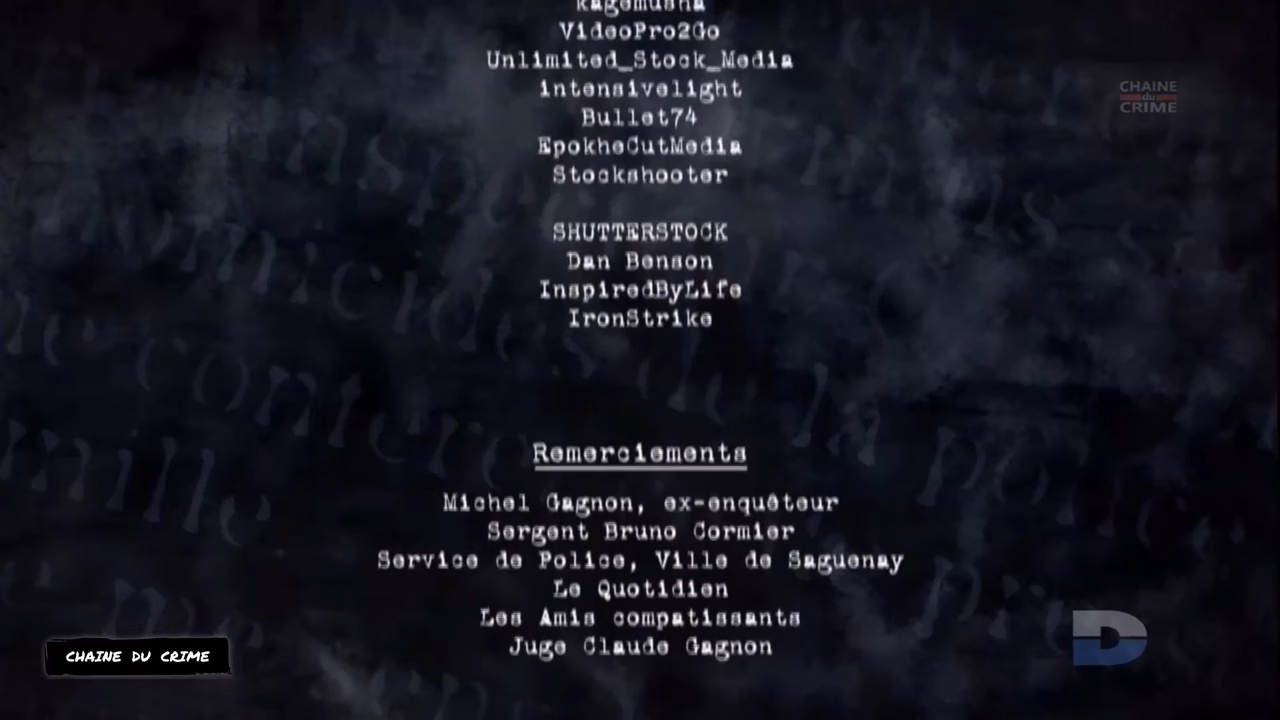 kagemusha
VideoPro2Go
Unlimited_Stock_Media
intensivelight
Bullet74
EpokheCutMedia
Stockshooter
CHAINE
du
CRIME
SHUTTERSTOCK
Dan Benson
InspiredByLife
IronStrike
Remerciements
Michel Gagnon, ex-enquêteur
Sergent Bruno Cormier
Service de Police, Ville de Saguenay
Le Quotidien
Les Amis compatissants
Juge Claude Gagnon
CHAINE DU CRIME
D